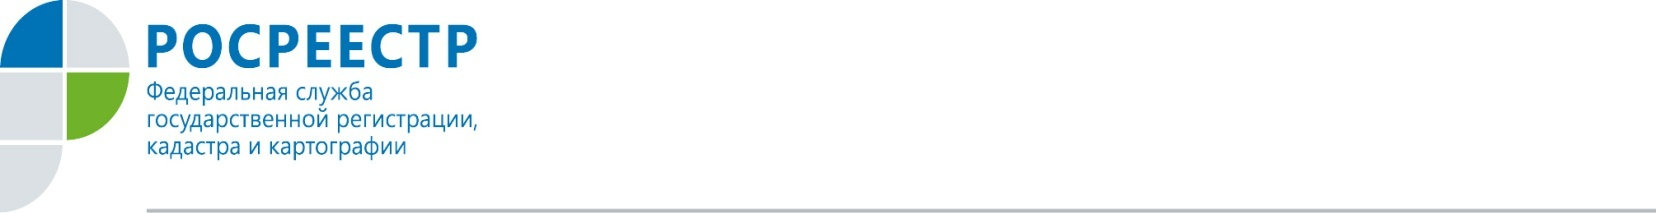 РОСРЕЕСТР
Федеральная служба
государственной регистрации,
кадастра и картографии